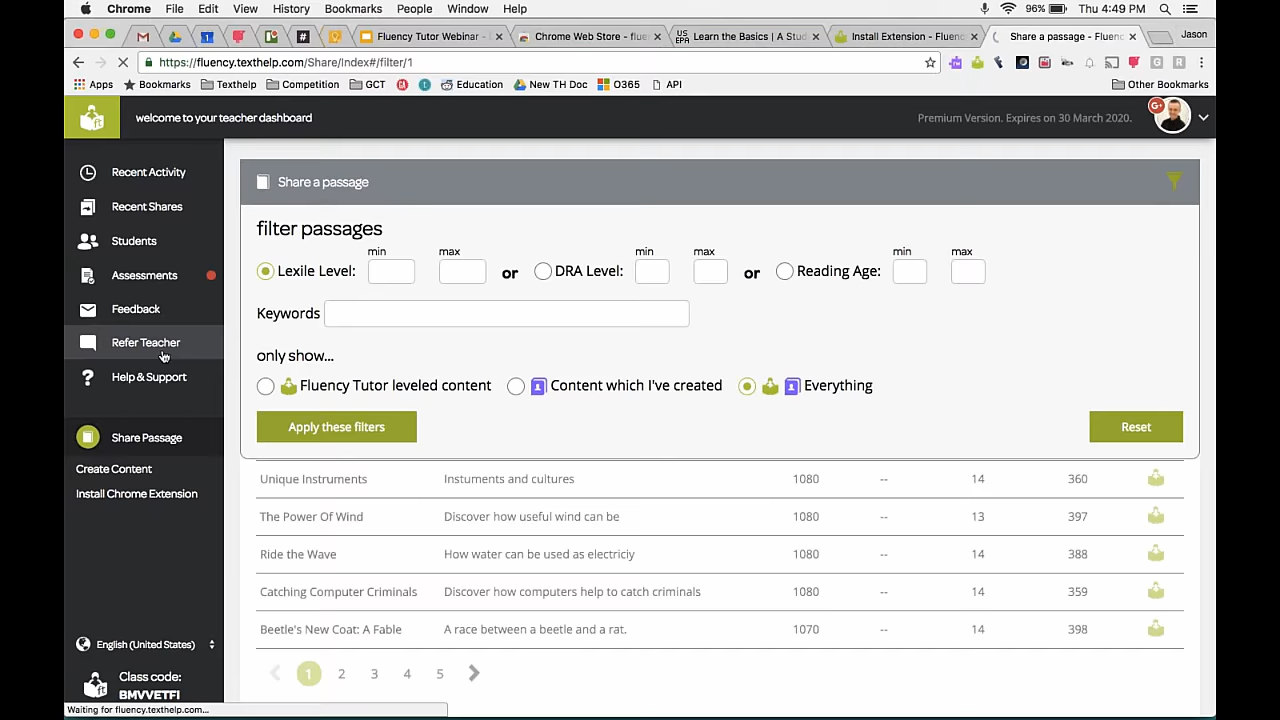 Chrome File Edit View History Bookmarks People Window Help 96% Thu 4:49 PM
Fluency Tutor Webinar - Chrome Web Store - fluency. Learn the Basics | A Stud Install Extension - Fluenc Share a passage - Fluenc Jason
https://fluency.texthelp.com/Share/Index#/filter/1
Apps Bookmarks Texthelp Competition GCT Education New TH Doc O365 API Other Bookmarks
welcome to your teacher dashboard Premium Version. Expires on 30 March 2020.
Recent Activity
Recent Shares
Students
Assessments
Feedback
Refer Teacher
Help & Support
Share Passage
Create Content
Install Chrome Extension
English (United States)
Class code:
BMVVETFI
Waiting for fluency.texthelp.com...
Share a passage
filter passages
min max min max min max
Lexile Level: or DRA Level: or Reading Age:
Keywords
only show...
Fluency Tutor leveled content Content which I've created Everything
Apply these filters Reset
Unique Instruments Instuments and cultures 1080 -- 14 360
The Power Of Wind Discover how useful wind can be 1080 -- 13 397
Ride the Wave How water can be used as electriciy 1080 -- 14 388
Catching Computer Criminals Discover how computers help to catch criminals 1080 -- 14 359
Beetle's New Coat: A Fable A race between a beetle and a rat. 1070 -- 14 398
1 2 3 4 5